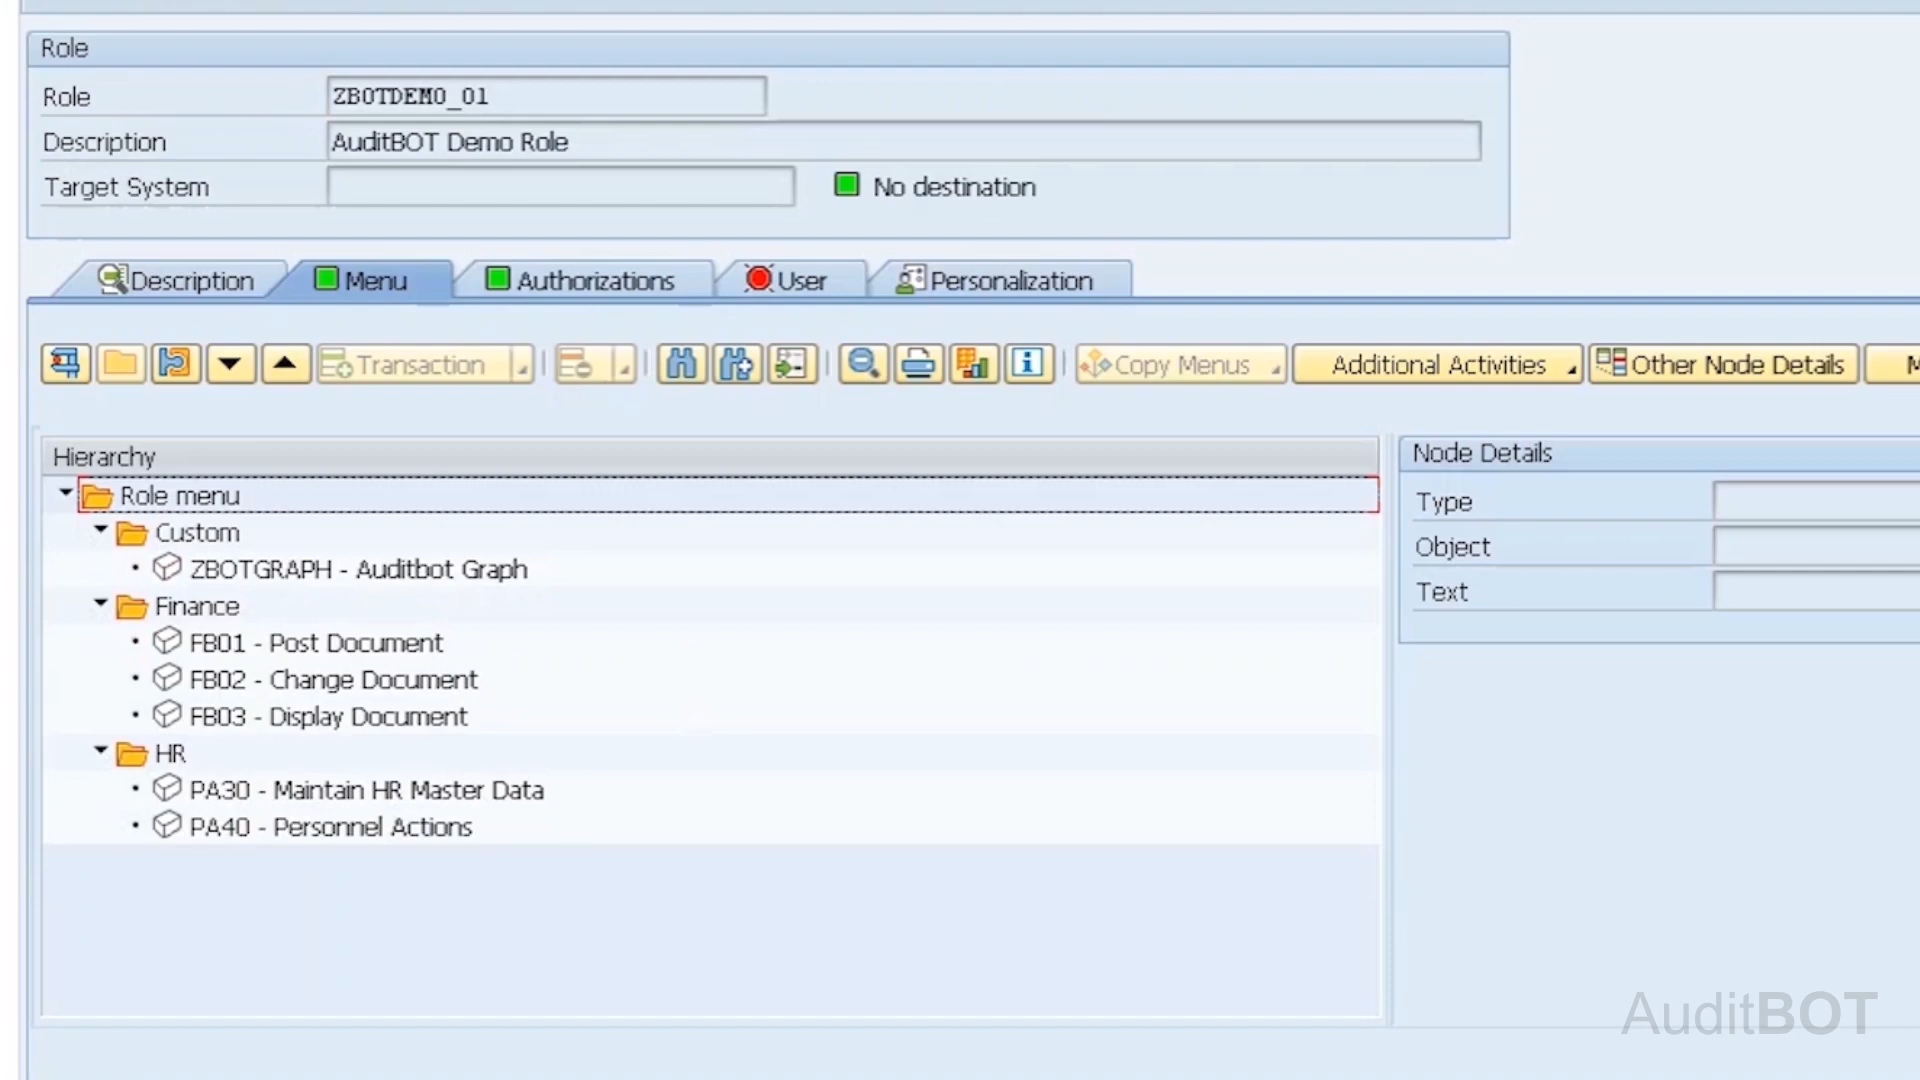 Role
Role ZBOTDEMO_01
Description AuditBOT Demo Role
Target System No destination
Description Menu Authorizations User Personalization
Transaction Copy Menus Additional Activities Other Node Details
Hierarchy
Role menu
Custom
ZBOTGRAPH - Auditbot Graph
Finance
FB01 - Post Document
FB02 - Change Document
FB03 - Display Document
HR
PA30 - Maintain HR Master Data
PA40 - Personnel Actions
Node Details
Type
Object
Text
AuditBOT